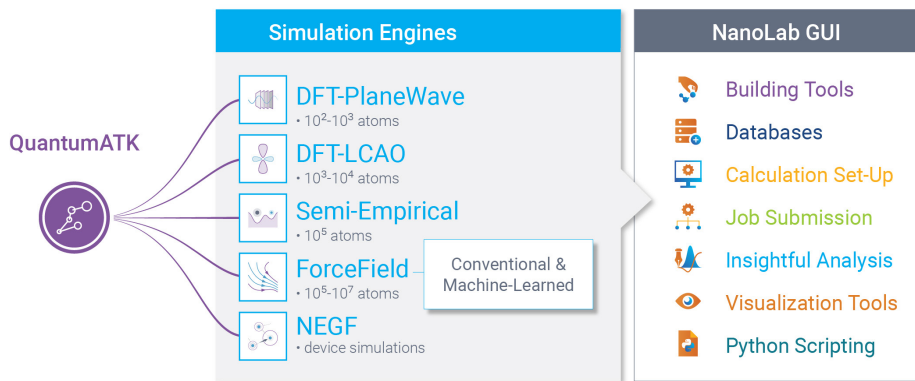 QuantumATK
Simulation Engines
DFT-PlaneWave
• 10²-10³ atoms
DFT-LCAO
• 10³-10⁴ atoms
Semi-Empirical
• 10⁵ atoms
ForceField
• 10⁵-10⁷ atoms
Conventional &
Machine-Learned
NEGF
• device simulations
NanoLab GUI
Building Tools
Databases
Calculation Set-Up
Job Submission
Insightful Analysis
Visualization Tools
Python Scripting